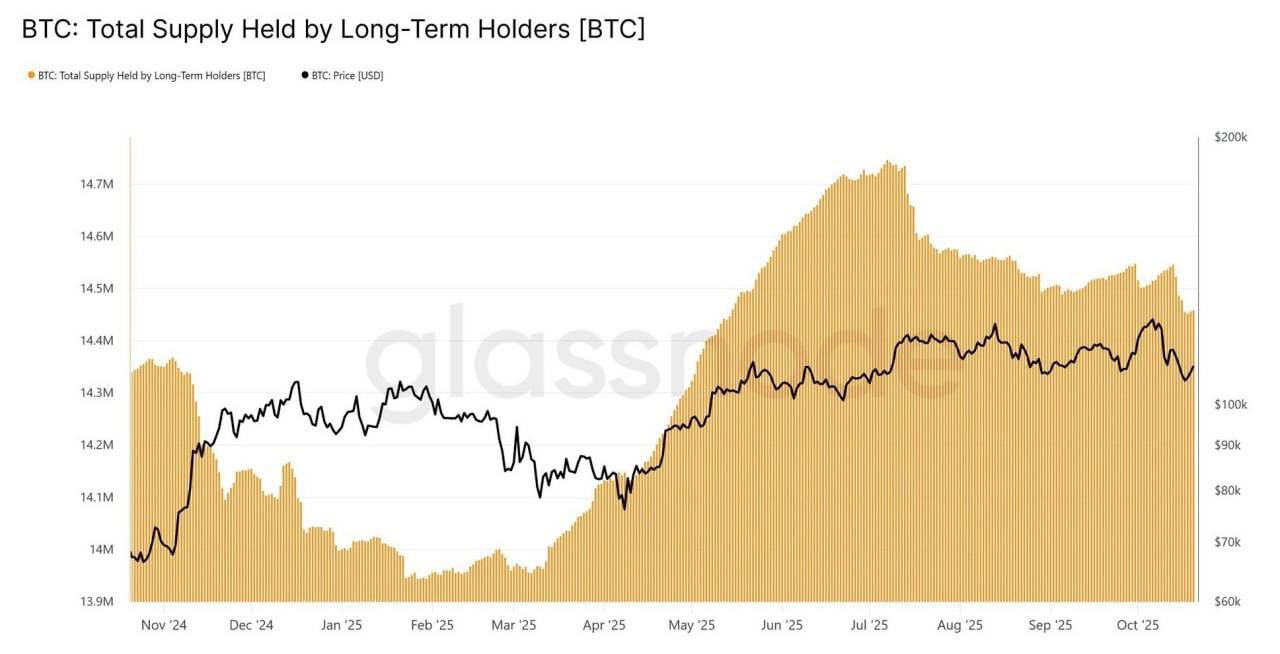 BTC: Total Supply Held by Long-Term Holders [BTC]
BTC: Total Supply Held by Long-Term Holders [BTC] BTC: Price [USD]
$200k
14.7M
14.6M
14.5M
14.4M
glassnode
14.3M
$100k
14.2M
$90k
14.1M
$80k
14M
$70k
13.9M
$60k
Nov '24 Dec '24 Jan '25 Feb '25 Mar '25 Apr '25 May '25 Jun '25 Jul '25 Aug '25 Sep '25 Oct '25